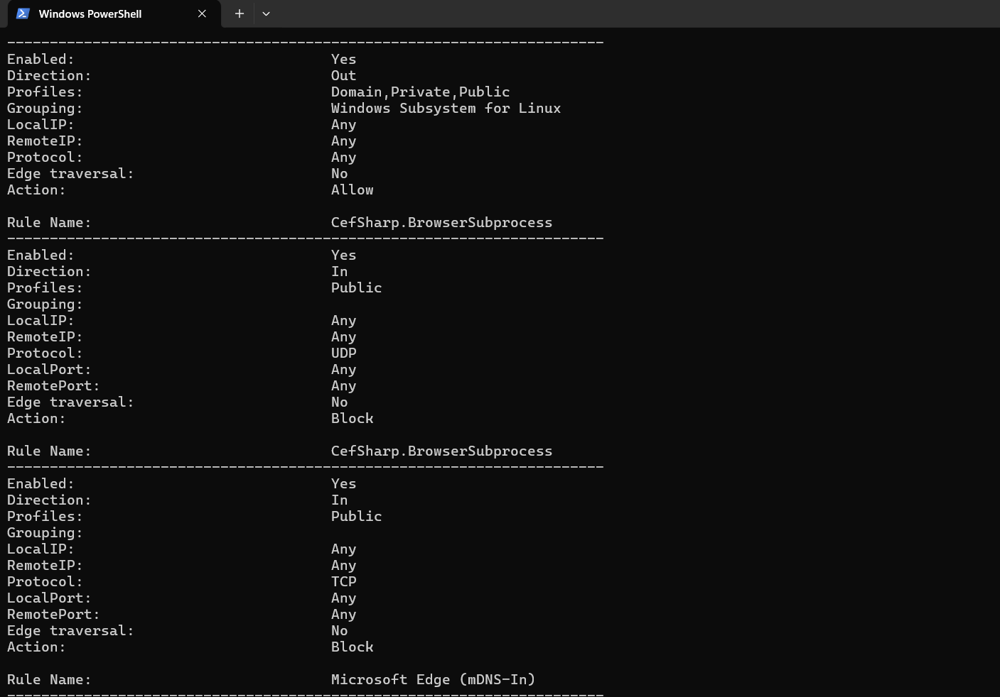 Windows PowerShell
----------------------------------------------------------------------
Enabled: Yes
Direction: Out
Profiles: Domain,Private,Public
Grouping: Windows Subsystem for Linux
LocalIP: Any
RemoteIP: Any
Protocol: Any
Edge traversal: No
Action: Allow
Rule Name: CefSharp.BrowserSubprocess
----------------------------------------------------------------------
Enabled: Yes
Direction: In
Profiles: Public
Grouping:
LocalIP: Any
RemoteIP: Any
Protocol: UDP
LocalPort: Any
RemotePort: Any
Edge traversal: No
Action: Block
Rule Name: CefSharp.BrowserSubprocess
----------------------------------------------------------------------
Enabled: Yes
Direction: In
Profiles: Public
Grouping:
LocalIP: Any
RemoteIP: Any
Protocol: TCP
LocalPort: Any
RemotePort: Any
Edge traversal: No
Action: Block
Rule Name: Microsoft Edge (mDNS-In)
----------------------------------------------------------------------